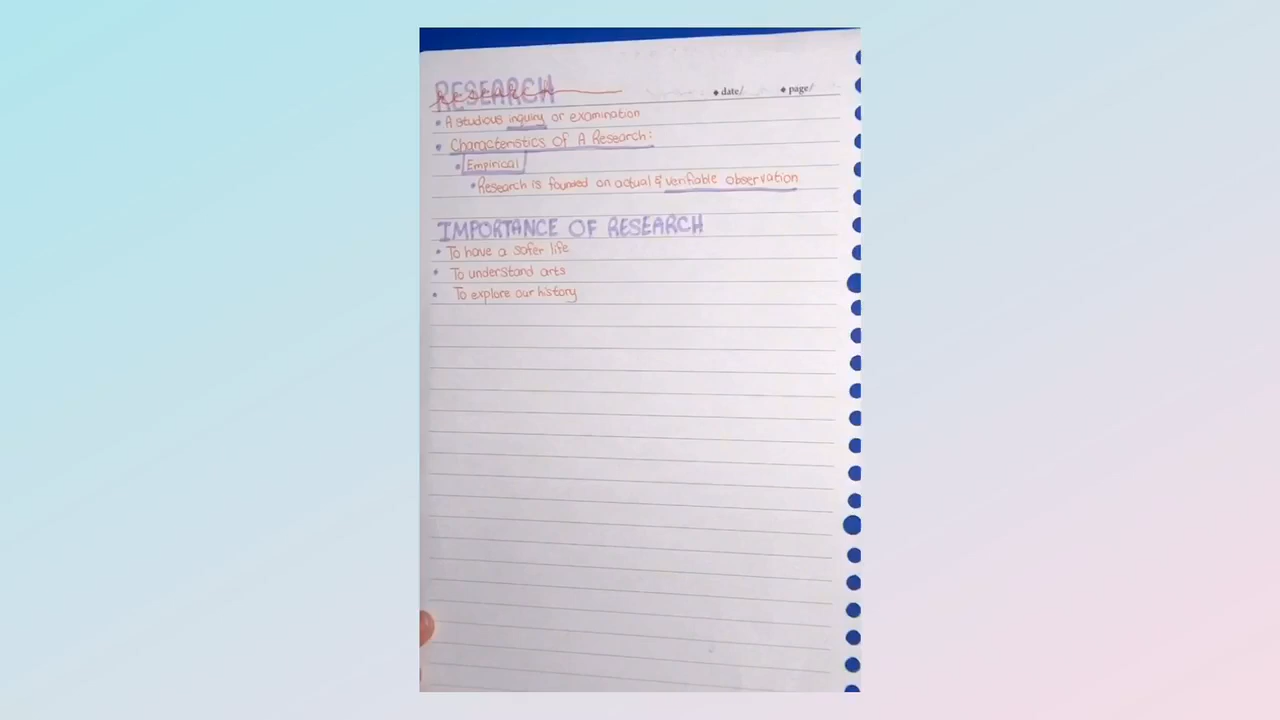 RESEARCH
research
◆ date/ ◆ page/
• A studious inquiry or examination
• Characteristics Of A Research:
• Empirical
• Research is founded on actual & verifiable observation
IMPORTANCE OF RESEARCH
• To have a safer life
• To understand arts
• To explore our history